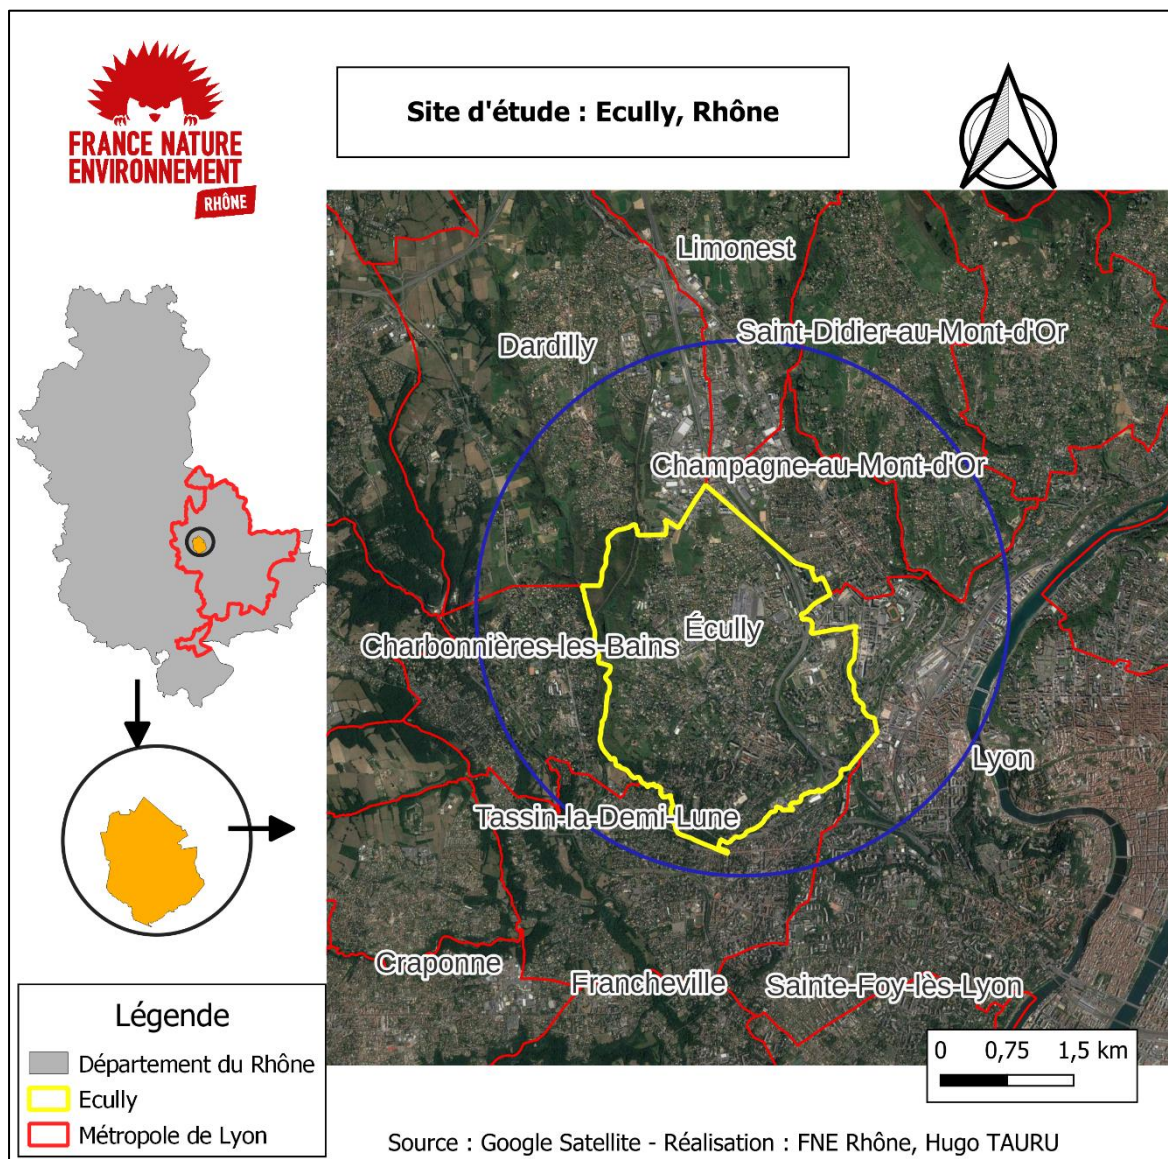 FRANCE NATURE
ENVIRONNEMENT
RHÔNE
Site d'étude : Ecully, Rhône
Limonest
Saint-Didier-au-Mont-d'Or
Dardilly
Champagne-au-Mont-d'Or
Écully
Charbonnières-les-Bains
Lyon
Tassin-la-Demi-Lune
Craponne
Francheville
Sainte-Foy-lès-Lyon
Légende
Département du Rhône
Ecully
Métropole de Lyon
0 0,75 1,5 km
Source : Google Satellite - Réalisation : FNE Rhône, Hugo TAURU